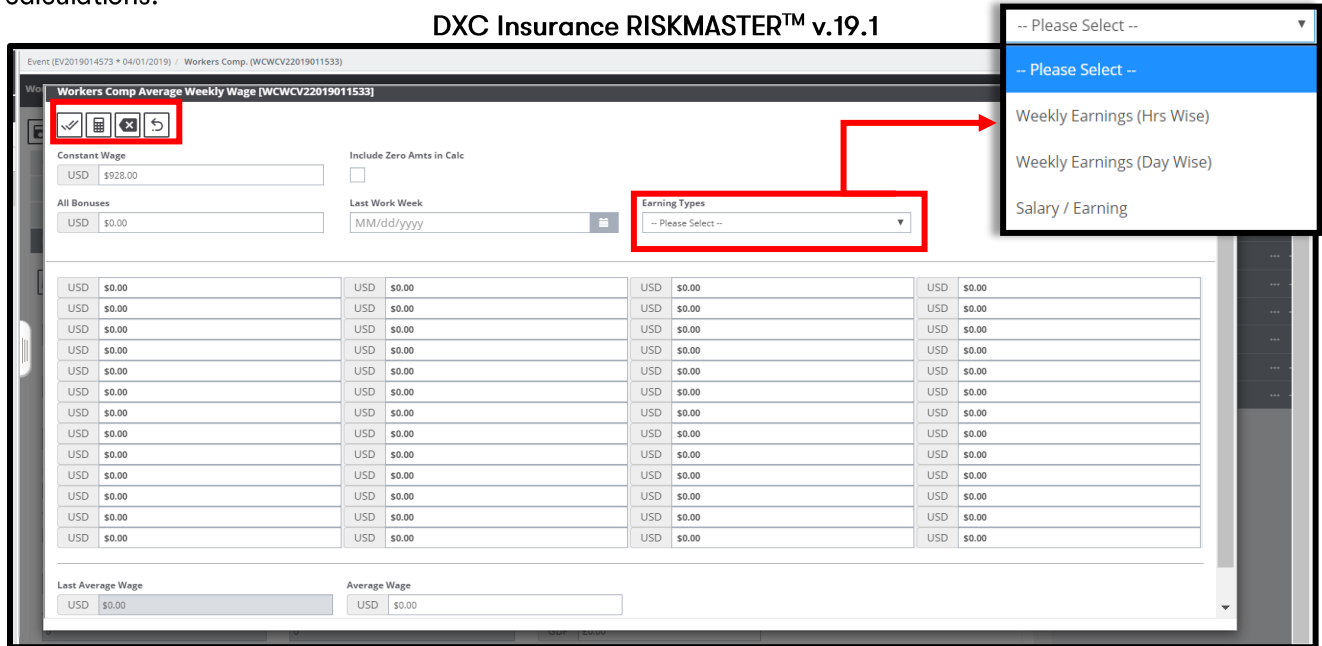 calculations.
DXC Insurance RISKMASTER™ v.19.1
-- Please Select --
-- Please Select --
Weekly Earnings (Hrs Wise)
Weekly Earnings (Day Wise)
Salary / Earning
Event (EV2019014573 * 04/01/2019) / Workers Comp. (WCWCV22019011533)
Wo
Workers Comp Average Weekly Wage [WCWCV22019011533]
Constant Wage Include Zero Amts in Calc
USD $928.00
All Bonuses Last Work Week Earning Types
USD $0.00 MM/dd/yyyy -- Please Select --
USD $0.00 USD $0.00 USD $0.00 USD $0.00
USD $0.00 USD $0.00 USD $0.00 USD $0.00
USD $0.00 USD $0.00 USD $0.00 USD $0.00
USD $0.00 USD $0.00 USD $0.00 USD $0.00
USD $0.00 USD $0.00 USD $0.00 USD $0.00
USD $0.00 USD $0.00 USD $0.00 USD $0.00
USD $0.00 USD $0.00 USD $0.00 USD $0.00
USD $0.00 USD $0.00 USD $0.00 USD $0.00
USD $0.00 USD $0.00 USD $0.00 USD $0.00
USD $0.00 USD $0.00 USD $0.00 USD $0.00
USD $0.00 USD $0.00 USD $0.00 USD $0.00
USD $0.00 USD $0.00 USD $0.00 USD $0.00
USD $0.00 USD $0.00 USD $0.00 USD $0.00
Last Average Wage Average Wage
USD $0.00 USD $0.00